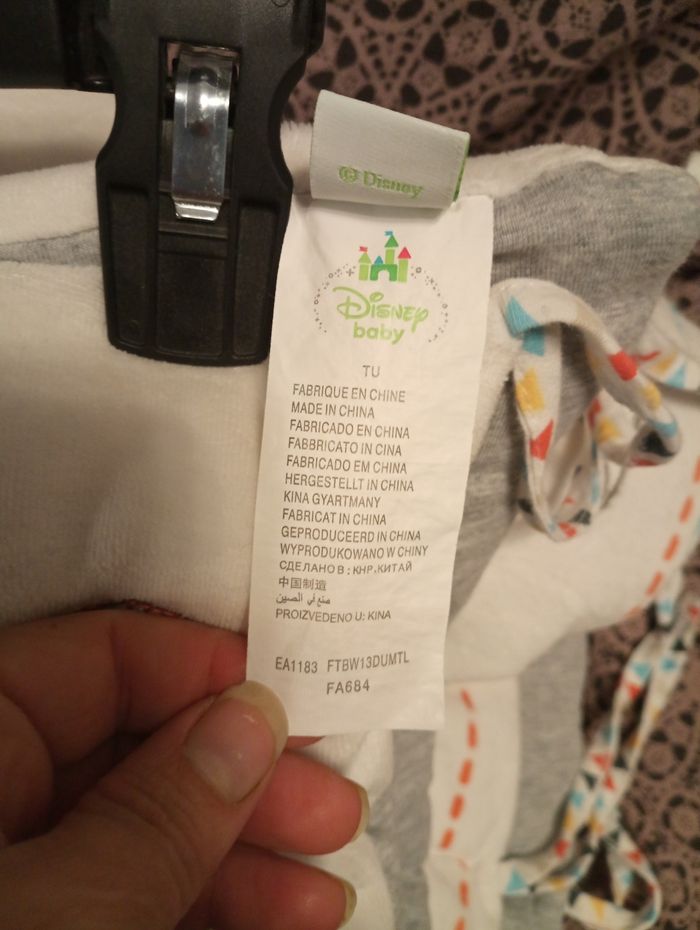 © Disney
Disney
baby
TU
FABRIQUE EN CHINE
MADE IN CHINA
FABRICADO EN CHINA
FABBRICATO IN CINA
FABRICADO EM CHINA
HERGESTELLT IN CHINA
KINA GYARTMANY
FABRICAT IN CHINA
GEPRODUCEERD IN CHINA
WYPRODUKOWANO W CHINY
СДЕЛАНО В : КНР. КИТАЙ
中国制造
صنع في الصين
PROIZVEDENO U: KINA
EA1183 FTBW13DUMTL
FA684